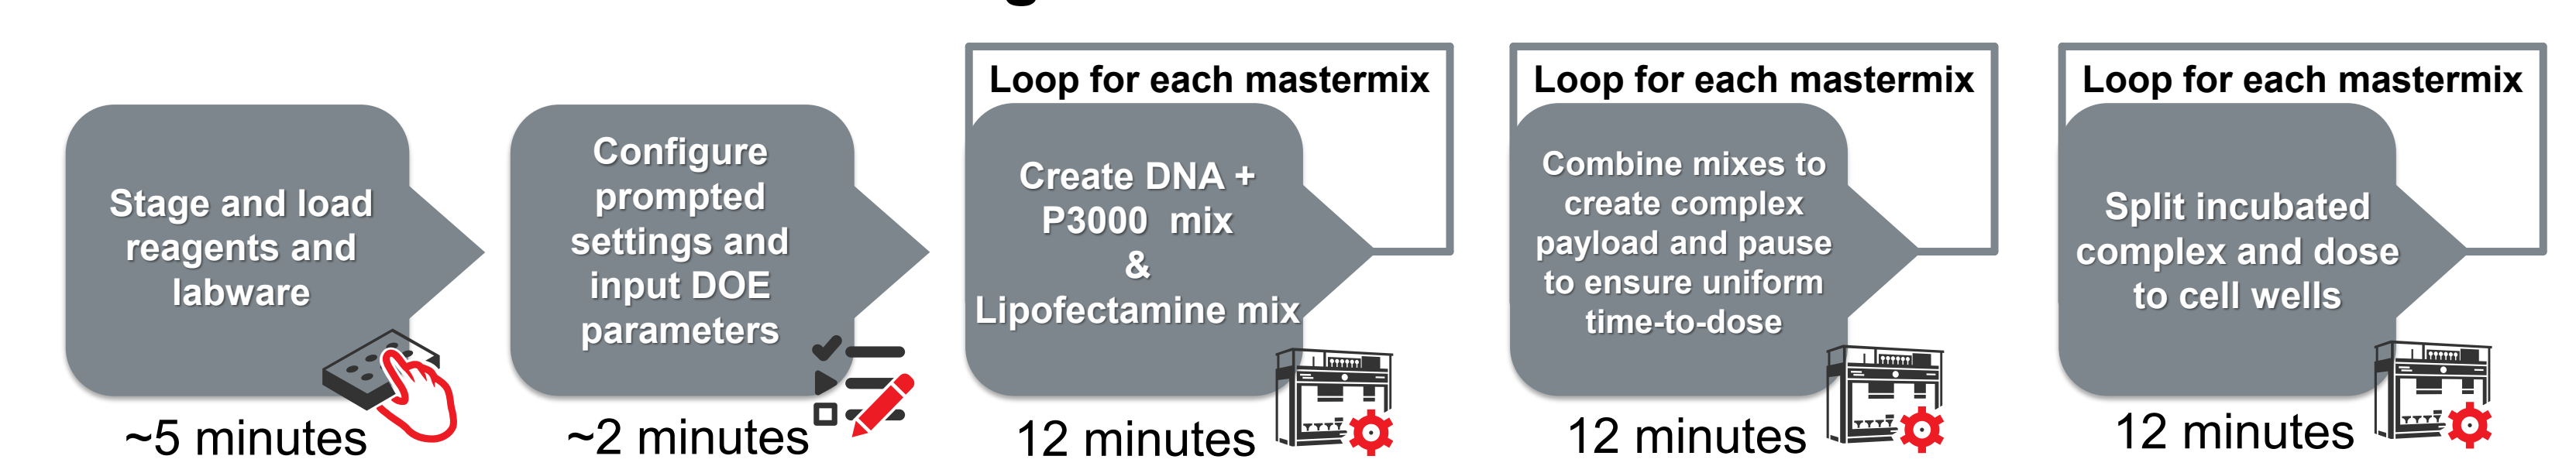 Stage and load
reagents and
labware
~5 minutes
Configure
prompted
settings and
input DOE
parameters
~2 minutes
Loop for each mastermix
Create DNA +
P3000 mix
&
Lipofectamine mix
12 minutes
Loop for each mastermix
Combine mixes to
create complex
payload and pause
to ensure uniform
time-to-dose
12 minutes
Loop for each mastermix
Split incubated
complex and dose
to cell wells
12 minutes